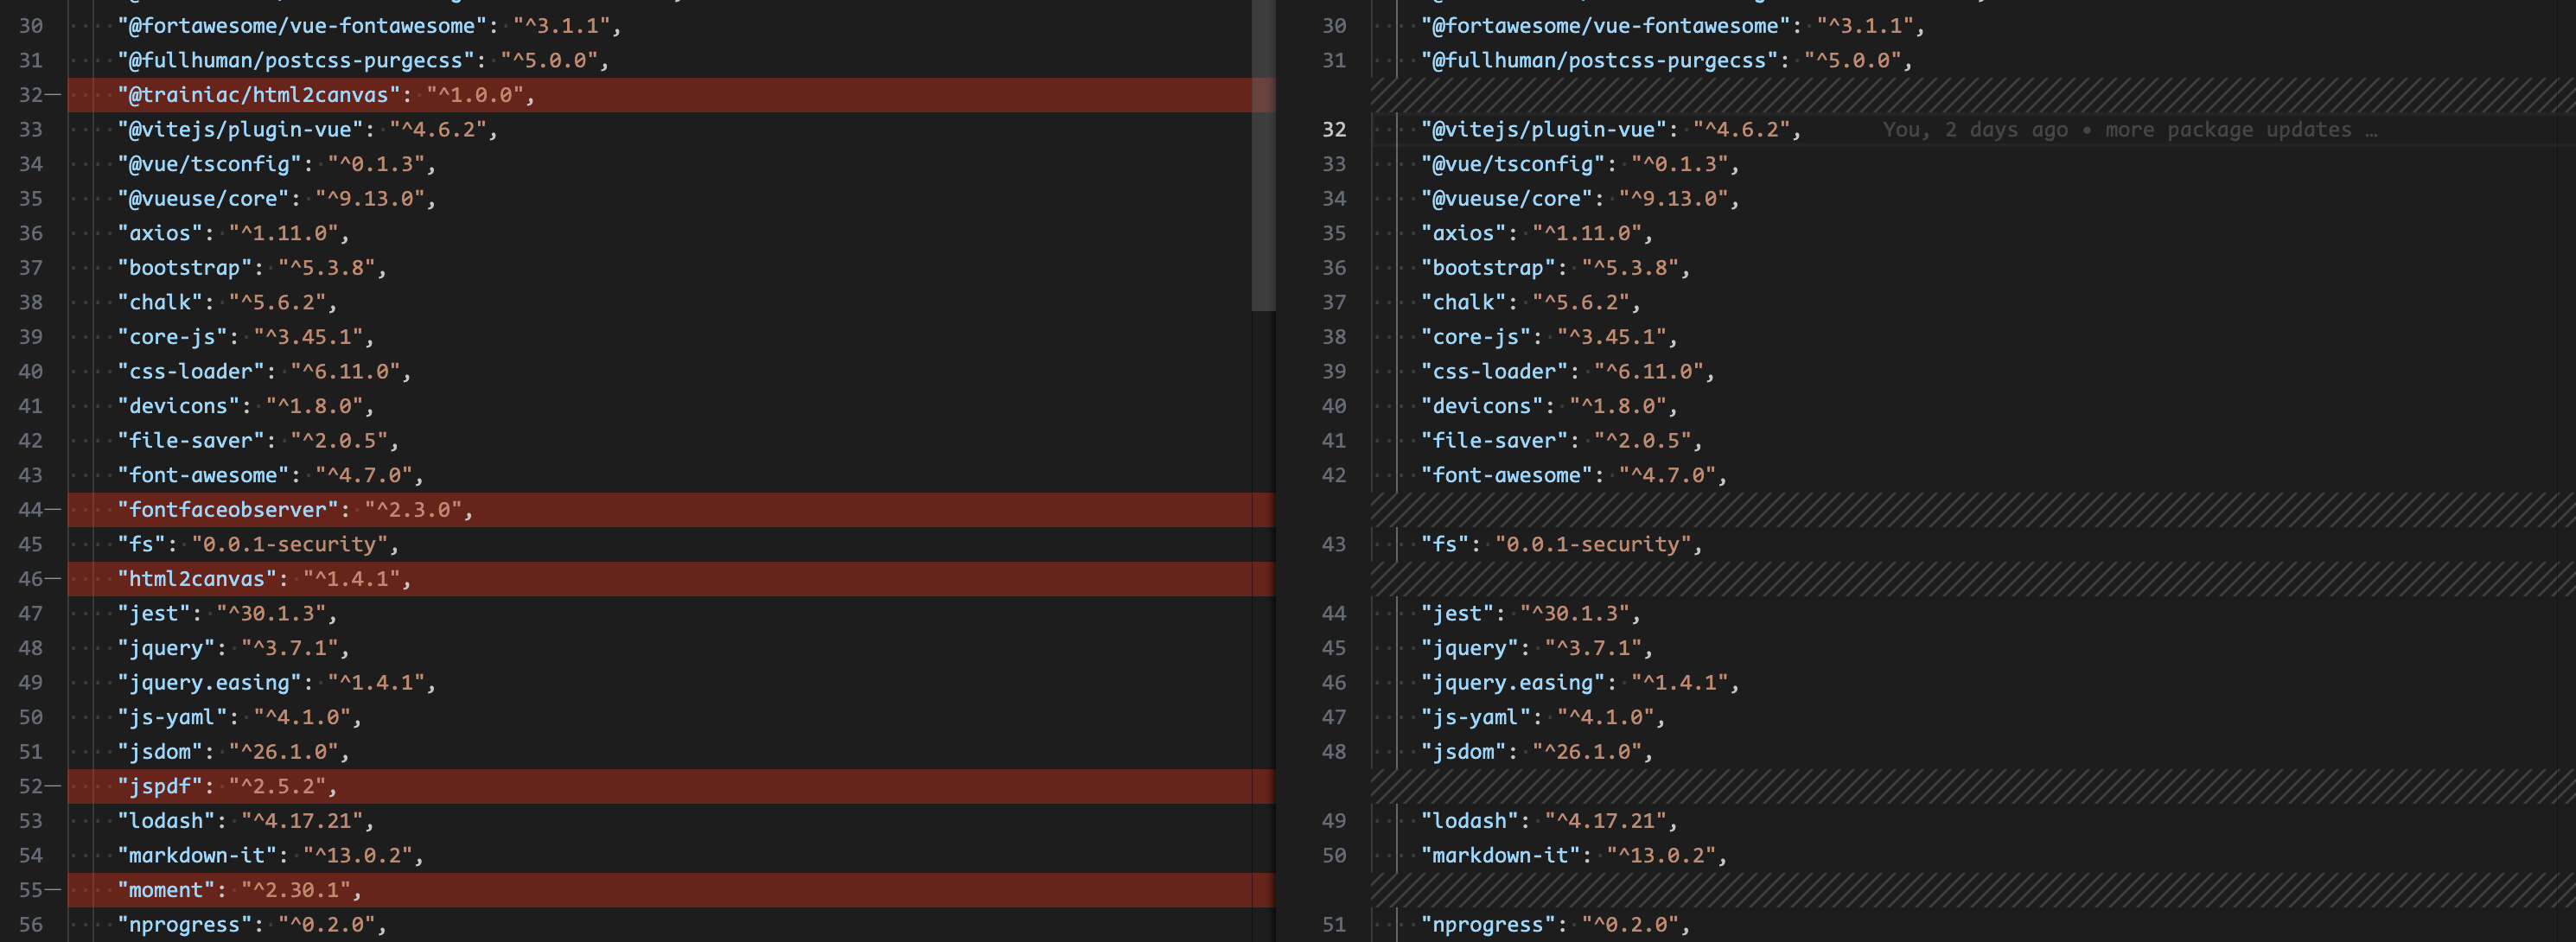 30 "@fortawesome/vue-fontawesome": "^3.1.1",
31 "@fullhuman/postcss-purgecss": "^5.0.0",
32— "@trainiac/html2canvas": "^1.0.0",
33 "@vitejs/plugin-vue": "^4.6.2",
34 "@vue/tsconfig": "^0.1.3",
35 "@vueuse/core": "^9.13.0",
36 "axios": "^1.11.0",
37 "bootstrap": "^5.3.8",
38 "chalk": "^5.6.2",
39 "core-js": "^3.45.1",
40 "css-loader": "^6.11.0",
41 "devicons": "^1.8.0",
42 "file-saver": "^2.0.5",
43 "font-awesome": "^4.7.0",
44— "fontfaceobserver": "^2.3.0",
45 "fs": "0.0.1-security",
46— "html2canvas": "^1.4.1",
47 "jest": "^30.1.3",
48 "jquery": "^3.7.1",
49 "jquery.easing": "^1.4.1",
50 "js-yaml": "^4.1.0",
51 "jsdom": "^26.1.0",
52— "jspdf": "^2.5.2",
53 "lodash": "^4.17.21",
54 "markdown-it": "^13.0.2",
55— "moment": "^2.30.1",
56 "nprogress": "^0.2.0",
30 "@fortawesome/vue-fontawesome": "^3.1.1",
31 "@fullhuman/postcss-purgecss": "^5.0.0",
32 "@vitejs/plugin-vue": "^4.6.2", You, 2 days ago • more package updates …
33 "@vue/tsconfig": "^0.1.3",
34 "@vueuse/core": "^9.13.0",
35 "axios": "^1.11.0",
36 "bootstrap": "^5.3.8",
37 "chalk": "^5.6.2",
38 "core-js": "^3.45.1",
39 "css-loader": "^6.11.0",
40 "devicons": "^1.8.0",
41 "file-saver": "^2.0.5",
42 "font-awesome": "^4.7.0",
43 "fs": "0.0.1-security",
44 "jest": "^30.1.3",
45 "jquery": "^3.7.1",
46 "jquery.easing": "^1.4.1",
47 "js-yaml": "^4.1.0",
48 "jsdom": "^26.1.0",
49 "lodash": "^4.17.21",
50 "markdown-it": "^13.0.2",
51 "nprogress": "^0.2.0",